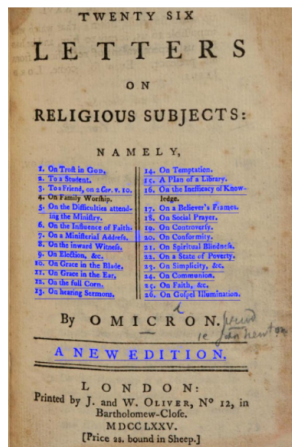 TWENTY SIX
LETTERS
ON
RELIGIOUS SUBJECTS:
NAMELY,
1. On Trust in God,
2. To a Student.
3. To a Friend, on 2 Cor. v. 10.
4. On Family Worship.
5. On the Difficulties attend-
ing the Ministry.
6. On the Influence of Faith.
7. On a Ministerial Address.
8. On the inward Witness.
9. On Election, &c.
10. On Grace in the Blade.
11. On Grace in the Ear.
12. On the full Corn.
13. On hearing Sermons.
14. On Temptation.
15. A Plan of a Library.
16. On the Inefficacy of Know-
ledge.
17. On a Believer's Frames.
18. On Social Prayer.
19. On Controversy.
20. On Conformity.
21. On Spiritual Blindness.
22. On a State of Poverty.
23. On Simplicity, &c.
24. On Communion.
25. On Faith, &c.
26. On Gospel Illumination.
By OMICRON.
A NEW EDITION.
LONDON:
Printed by J. and W. OLIVER, No 12, in
Bartholomew-Close.
MDCCLXXV.
[Price 2s. bound in Sheep.]